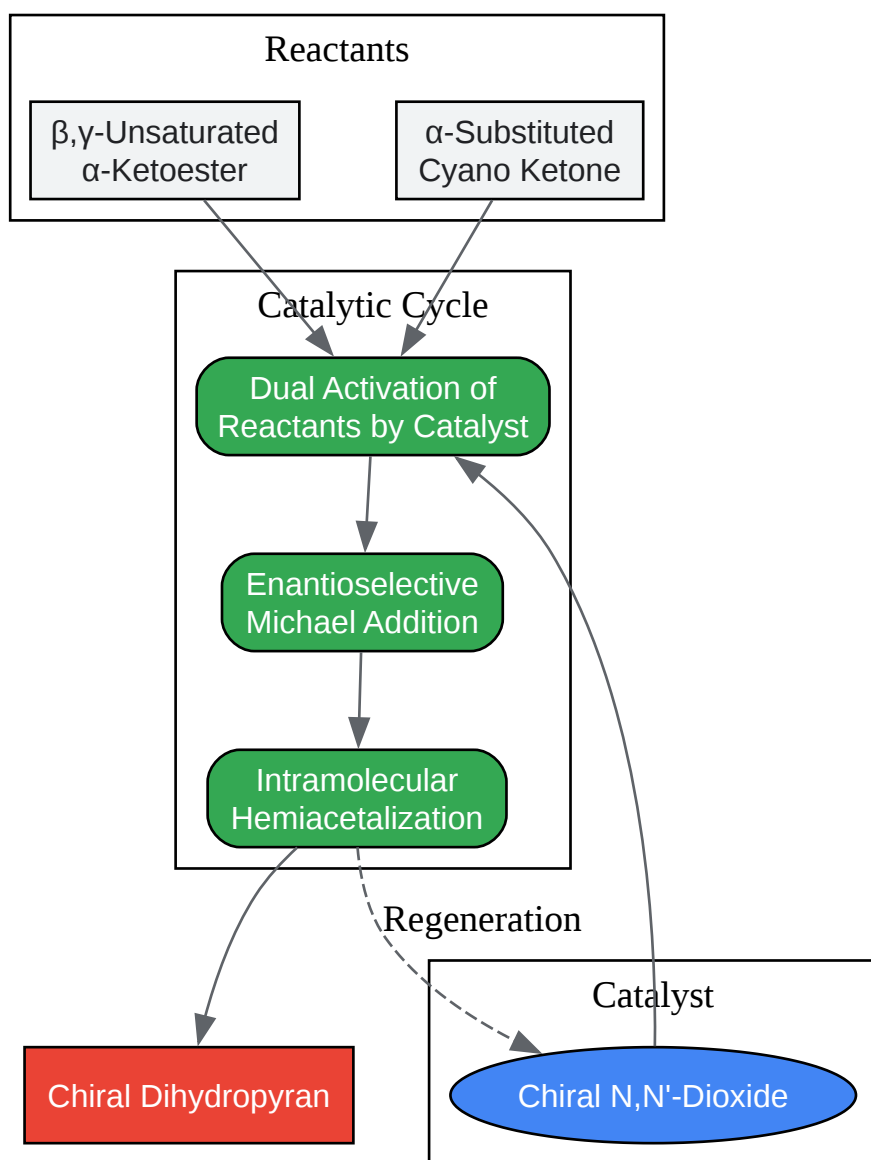 Reactants
β,γ-Unsaturated
α-Ketoester
α-Substituted
Cyano Ketone
Catalytic Cycle
Dual Activation of
Reactants by Catalyst
Enantioselective
Michael Addition
Intramolecular
Hemiacetalization
Regeneration
Catalyst
Chiral Dihydropyran
Chiral N,N'-Dioxide